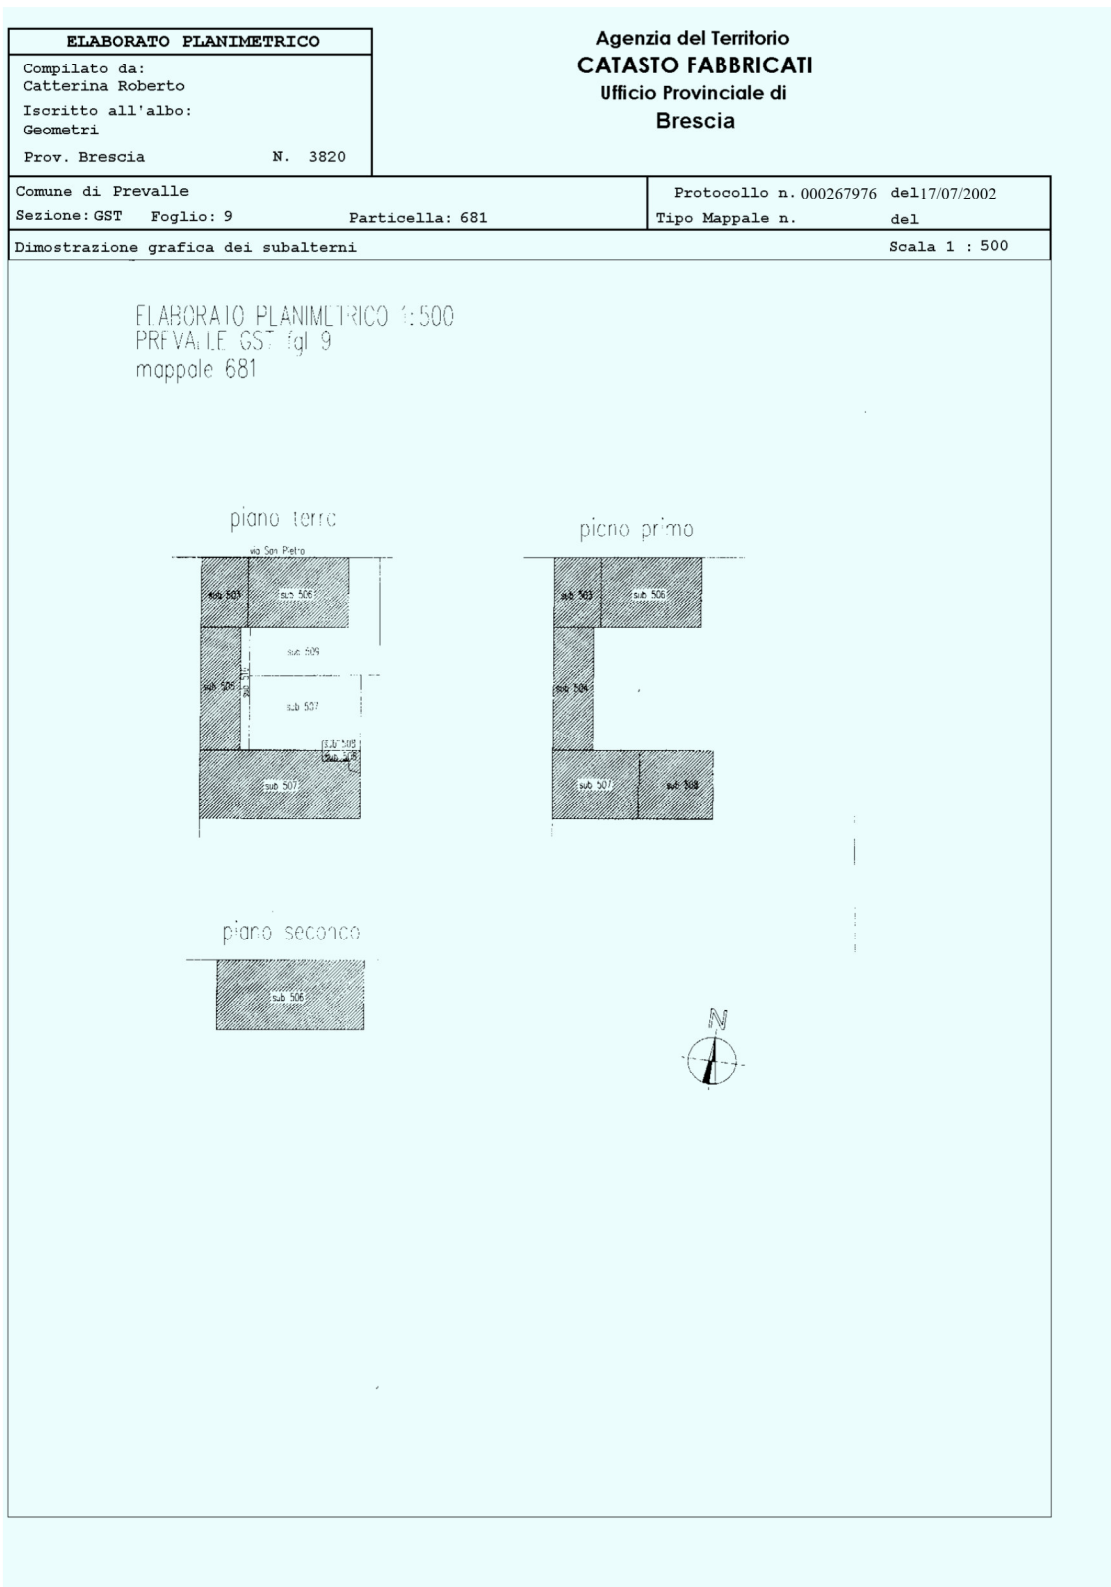 ELABORATO PLANIMETRICO
Compilato da:
Catterina Roberto
Iscritto all'albo:
Geometri
Prov. Brescia N. 3820
Agenzia del Territorio
CATASTO FABBRICATI
Ufficio Provinciale di
Brescia
Comune di Prevalle
Sezione: GST Foglio: 9 Particella: 681
Protocollo n. 000267976 del 17/07/2002
Tipo Mappale n. del
Dimostrazione grafica dei subalterni Scala 1 : 500
ELABORATO PLANIMETRICO 1:500
PREVALLE GST fgl 9
mappale 681
piano terra
via San Pietro
sub 503
sub 506
sub 509
sub 505
sub 507
sub 508
sub 507
piano primo
sub 503
sub 506
sub 504
sub 507
sub 508
piano secondo
sub 506
N